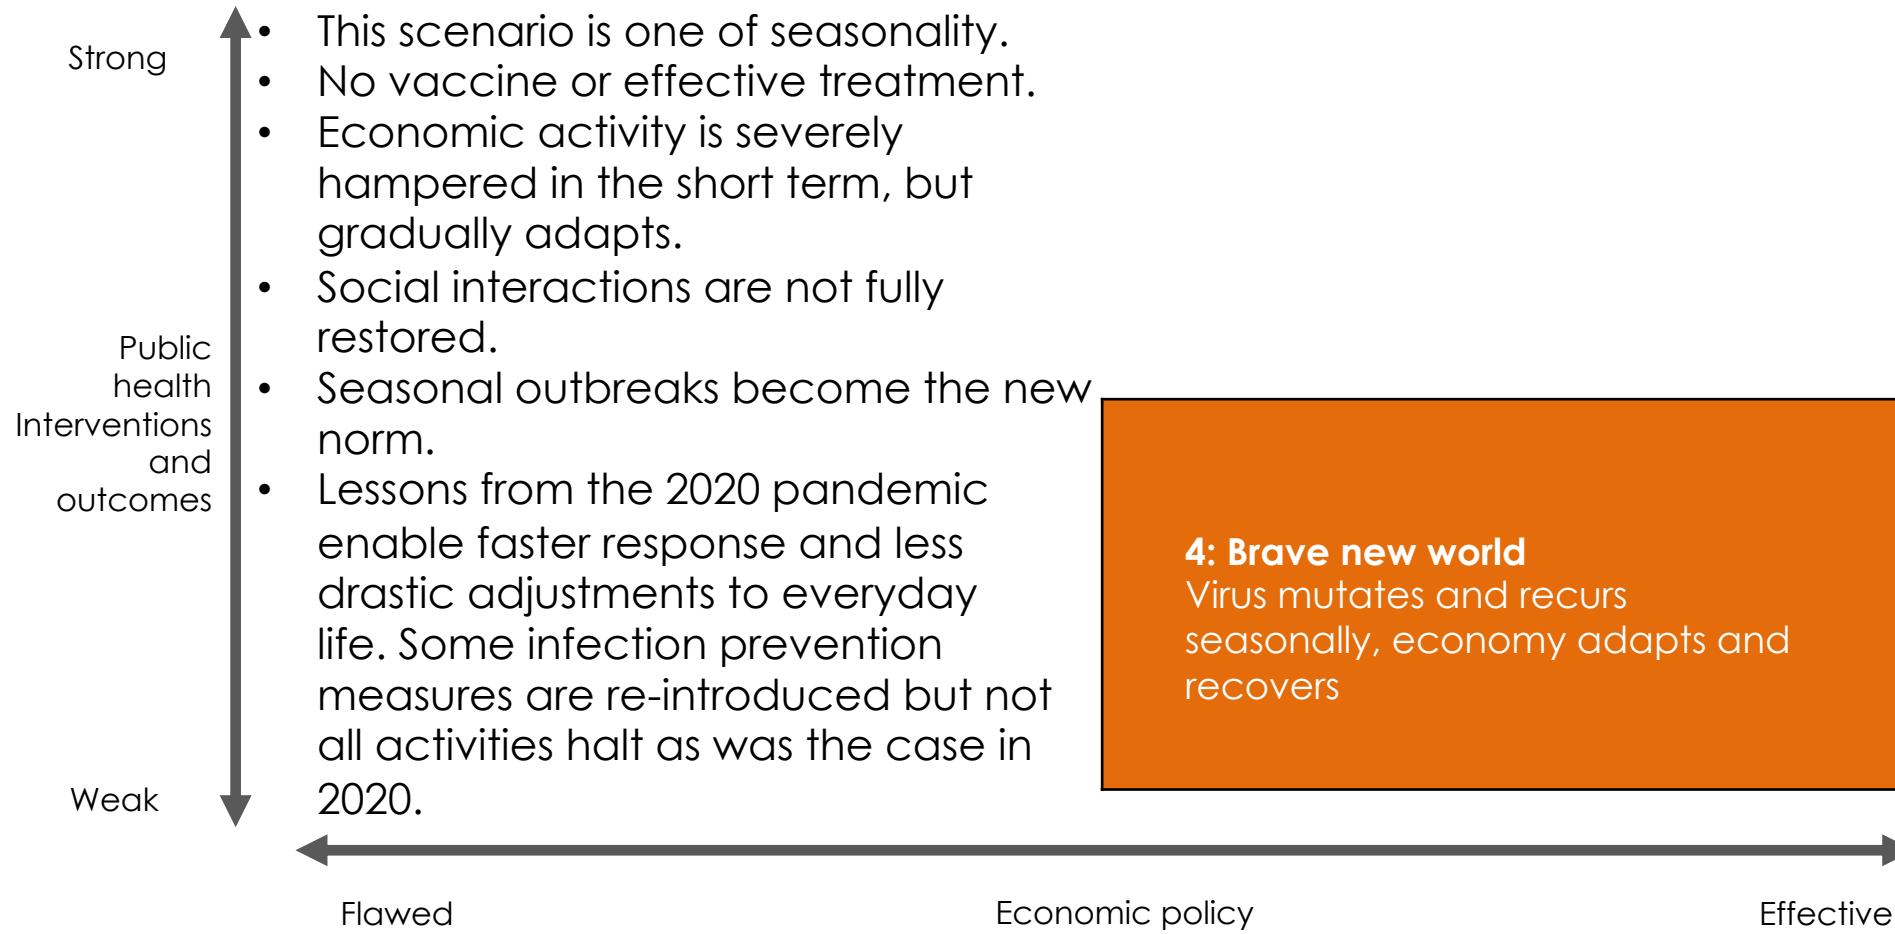 Strong
Public
health
Interventions
and
outcomes
Weak
• This scenario is one of seasonality.
• No vaccine or effective treatment.
• Economic activity is severely
hampered in the short term, but
gradually adapts.
• Social interactions are not fully
restored.
• Seasonal outbreaks become the new
norm.
• Lessons from the 2020 pandemic
enable faster response and less
drastic adjustments to everyday
life. Some infection prevention
measures are re-introduced but not
all activities halt as was the case in
2020.
4: Brave new world
Virus mutates and recurs
seasonally, economy adapts and
recovers
Flawed
Economic policy
Effective